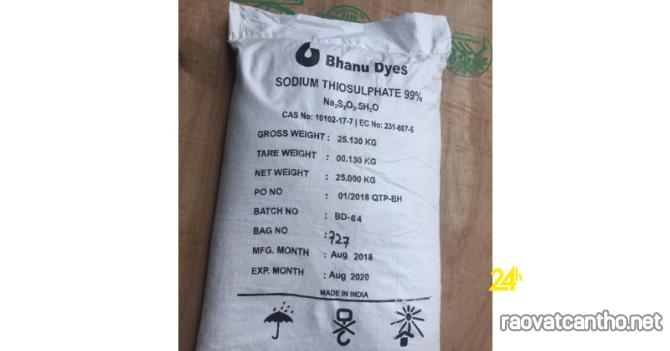 Bhanu Dyes
SODIUM THIOSULPHATE 99%
Na₂S₂O₃.5H₂O
CAS No: 10102-17-7 | EC No: 231-867-5
GROSS WEIGHT : 25.130 KG
TARE WEIGHT : 00.130 KG
NET WEIGHT : 25.000 KG
PO NO : 01/2018 QTP-BH
BATCH NO : BD-64
BAG NO : 727
MFG. MONTH : Aug 2018
EXP. MONTH : Aug 2020
MADE IN INDIA
24h
raovatcantho.net